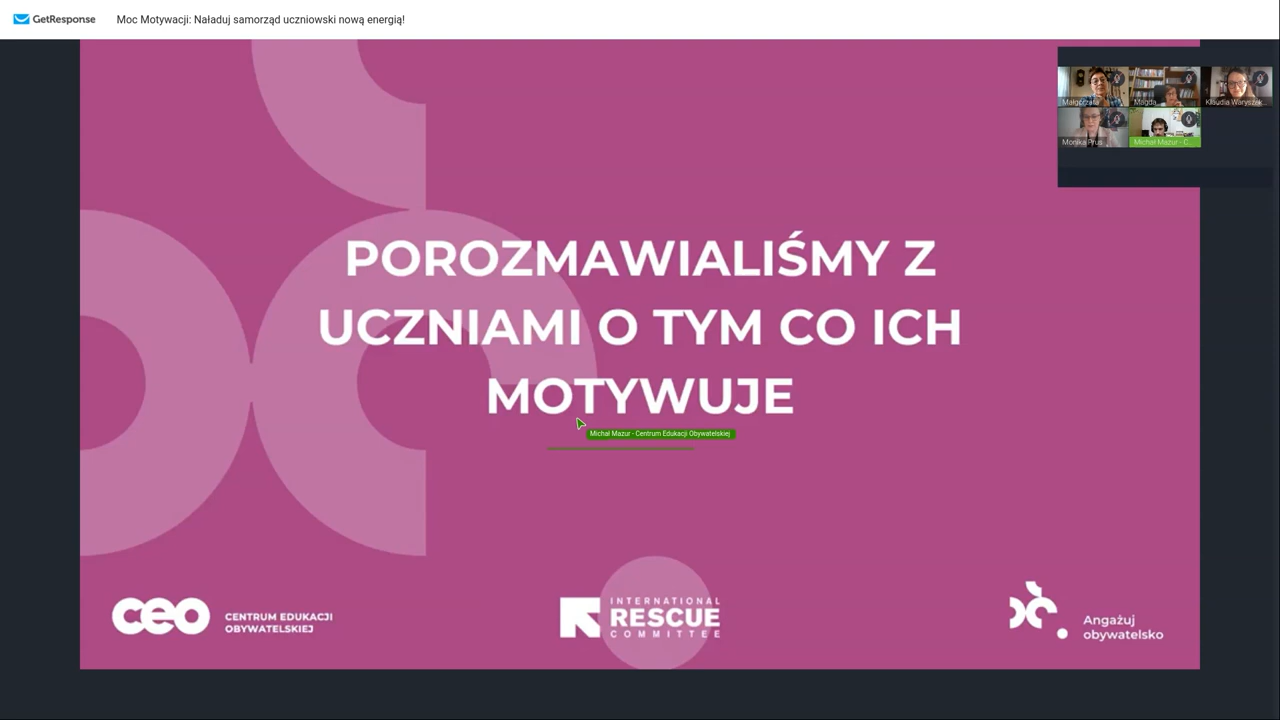 GetResponse
Moc Motywacji: Naładuj samorząd uczniowski nową energią!
Małgorzata
Magda
Klaudia Waryszak...
Monika Prus
Michał Mazur - C...
POROZMAWIALIŚMY Z
UCZNIAMI O TYM CO ICH
MOTYWUJE
Michał Mazur - Centrum Edukacji Obywatelskiej
ceo
CENTRUM EDUKACJI
OBYWATELSKIEJ
INTERNATIONAL
RESCUE
COMMITTEE
Angażuj
obywatelsko